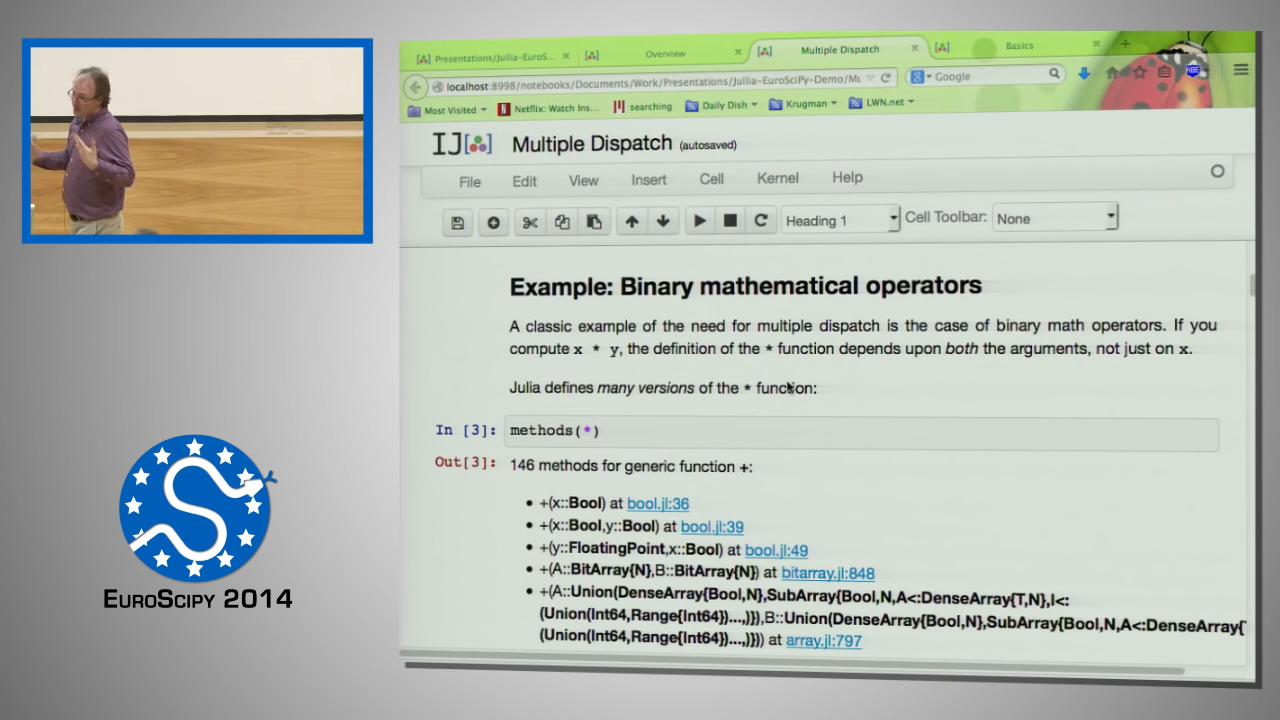 Presentations/Jullia-EuroS...
Overview
Multiple Dispatch
Basics
localhost:8998/notebooks/Documents/Work/Presentations/Jullia-EuroSciPy-Demo/Mu
Google
Most Visited
Netflix: Watch Ins...
searching
Daily Dish
Krugman
LWN.net
IJ Multiple Dispatch (autosaved)
File Edit View Insert Cell Kernel Help
Heading 1 Cell Toolbar: None
Example: Binary mathematical operators
A classic example of the need for multiple dispatch is the case of binary math operators. If you
compute x * y, the definition of the * function depends upon both the arguments, not just on x.
Julia defines many versions of the * function:
In [3]: methods(*)
Out[3]: 146 methods for generic function +:
• +(x::Bool) at bool.jl:36
• +(x::Bool,y::Bool) at bool.jl:39
• +(y::FloatingPoint,x::Bool) at bool.jl:49
• +(A::BitArray{N},B::BitArray{N}) at bitarray.jl:848
• +(A::Union(DenseArray{Bool,N},SubArray{Bool,N,A<:DenseArray{T,N},I<:
(Union(Int64,Range{Int64})...,)}),B::Union(DenseArray{Bool,N},SubArray{Bool,N,A<:DenseArray{
(Union(Int64,Range{Int64})...,)})) at array.jl:797
EUROSCIPY 2014